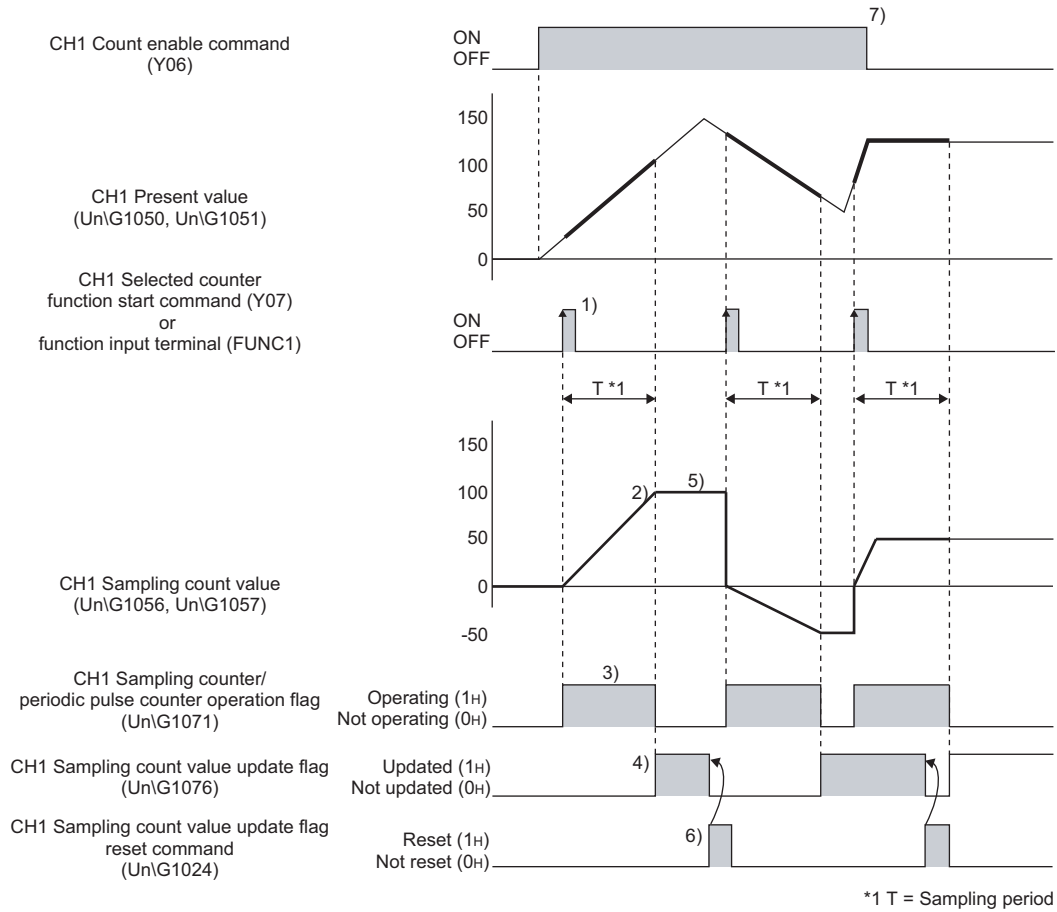 7)
CH1 Count enable command
(Y06)
ON
OFF
150
100
50
0
CH1 Present value
(Un\G1050, Un\G1051)
CH1 Selected counter
function start command (Y07)
or
function input terminal (FUNC1)
ON
OFF
1)
T *1
T *1
T *1
150
100
50
0
-50
2)
5)
CH1 Sampling count value
(Un\G1056, Un\G1057)
CH1 Sampling counter/
periodic pulse counter operation flag
(Un\G1071)
Operating (1H)
Not operating (0H)
3)
CH1 Sampling count value update flag
(Un\G1076)
Updated (1H)
Not updated (0H)
4)
CH1 Sampling count value update flag
reset command
(Un\G1024)
Reset (1H)
Not reset (0H)
6)
*1 T = Sampling period